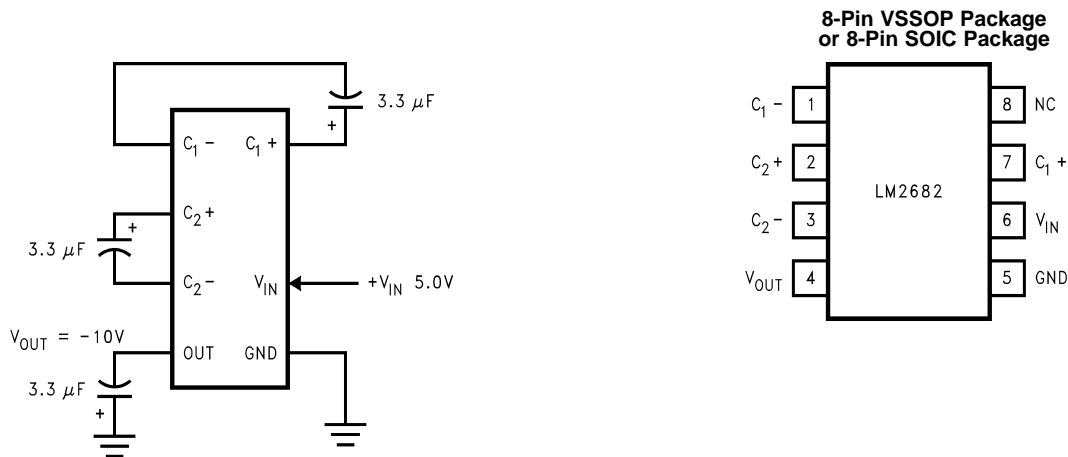 8-Pin VSSOP Package
or 8-Pin SOIC Package
3.3 μF
+
C1 − C1 +
C2 +
+
3.3 μF
C2 − VIN +VIN 5.0V
VOUT = −10V
OUT GND
3.3 μF
+
C1 − 1 8 NC
C2 + 2 7 C1 +
LM2682
C2 − 3 6 VIN
VOUT 4 5 GND